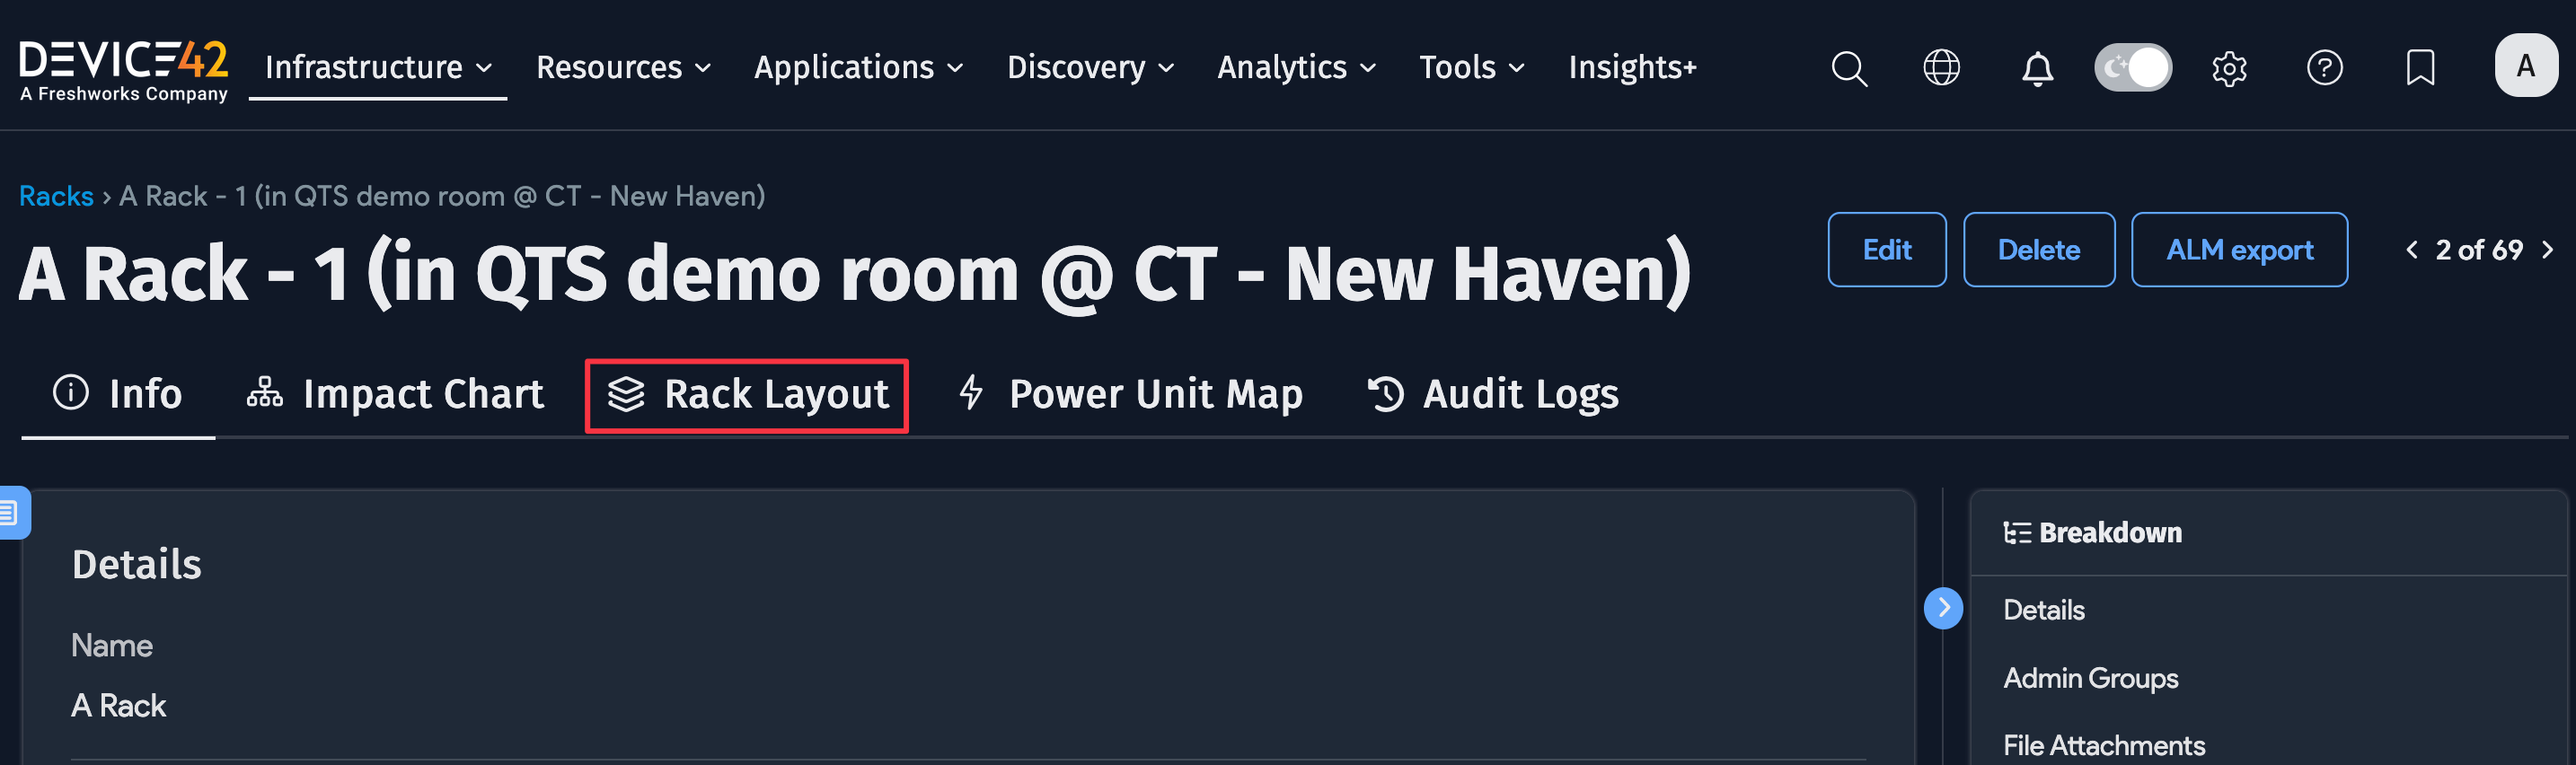 DEVICE42
A Freshworks Company
Infrastructure Resources Applications Discovery Analytics Tools Insights+
A
Racks › A Rack - 1 (in QTS demo room @ CT - New Haven)
A Rack - 1 (in QTS demo room @ CT - New Haven)
Edit Delete ALM export < 2 of 69 >
Info Impact Chart Rack Layout Power Unit Map Audit Logs
Details
Name
A Rack
Breakdown
Details
Admin Groups
File Attachments